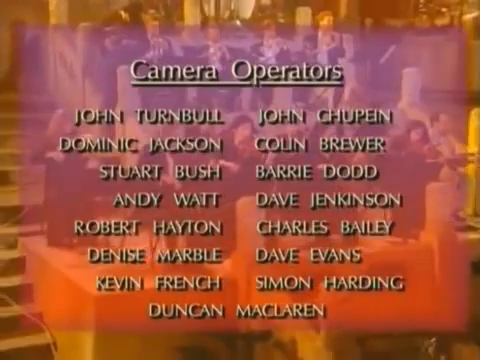 Camera Operators
JOHN TURNBULL JOHN CHUPEIN
DOMINIC JACKSON COLIN BREWER
STUART BUSH BARRIE DODD
ANDY WATT DAVE JENKINSON
ROBERT HAYTON CHARLES BAILEY
DENISE MARBLE DAVE EVANS
KEVIN FRENCH SIMON HARDING
DUNCAN MACLAREN